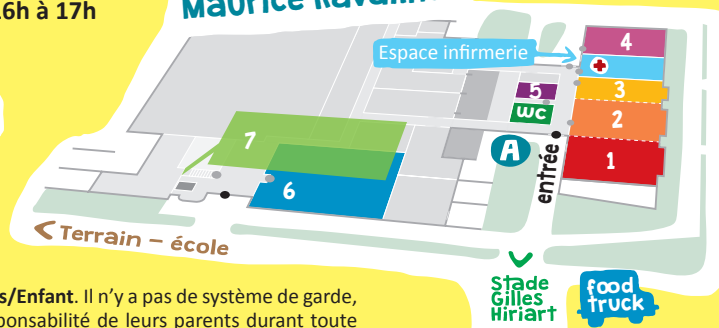 16h à 17h
Maurice Ravailler
Espace infirmerie
4
3
5
WC
2
7
A
entrée
1
6
< Terrain – école
Stade
Gilles
Hiriart
food
truck
s/Enfant. Il n'y a pas de système de garde,
ponsabilité de leurs parents durant toute